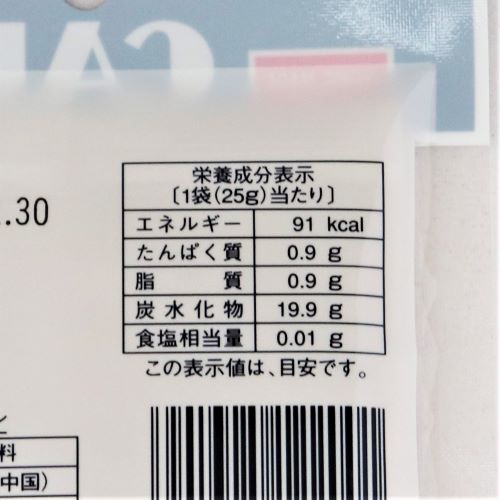 .30
栄養成分表示
〔1袋(25g)当たり〕
エネルギー 91 kcal
たんぱく質 0.9 g
脂質 0.9 g
炭水化物 19.9 g
食塩相当量 0.01 g
この表示値は、目安です。
料
中国)